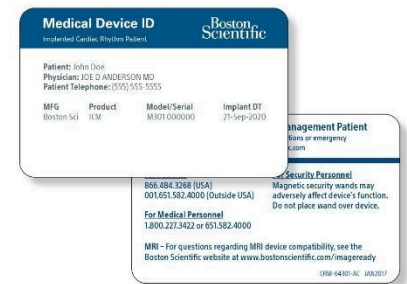 Medical Device ID
Implanted Cardiac Rhythm Patient
Boston
Scientific
Patient: John Doe
Physician: JOE D ANDERSON MD
Patient Telephone: (555) 555-5555
MFG Product Model/Serial Implant DT
Boston Sci ICM M301 000000 21-Sep-2020
anagement Patient
tions or emergency
ic.com
Security Personnel
866.484.3268 (USA)
001.651.582.4000 (Outside USA)
Magnetic security wands may
adversely affect device's function.
Do not place wand over device.
For Medical Personnel
1.800.227.3422 or 651.582.4000
MRI – For questions regarding MRI device compatibility, see the
Boston Scientific website at www.bostonscientific.com/imageready
CRM-64301-AC JAN2017